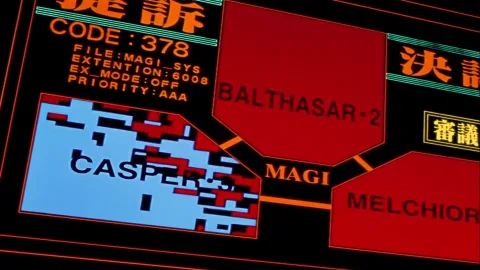 提訴
決
CODE:378
FILE:MAGI_SYS
EXTENTION:6008
EX_MODE:OFF
PRIORITY:AAA
BALTHASAR・2
審議
CASPER・3
MAGI
MELCHIOR